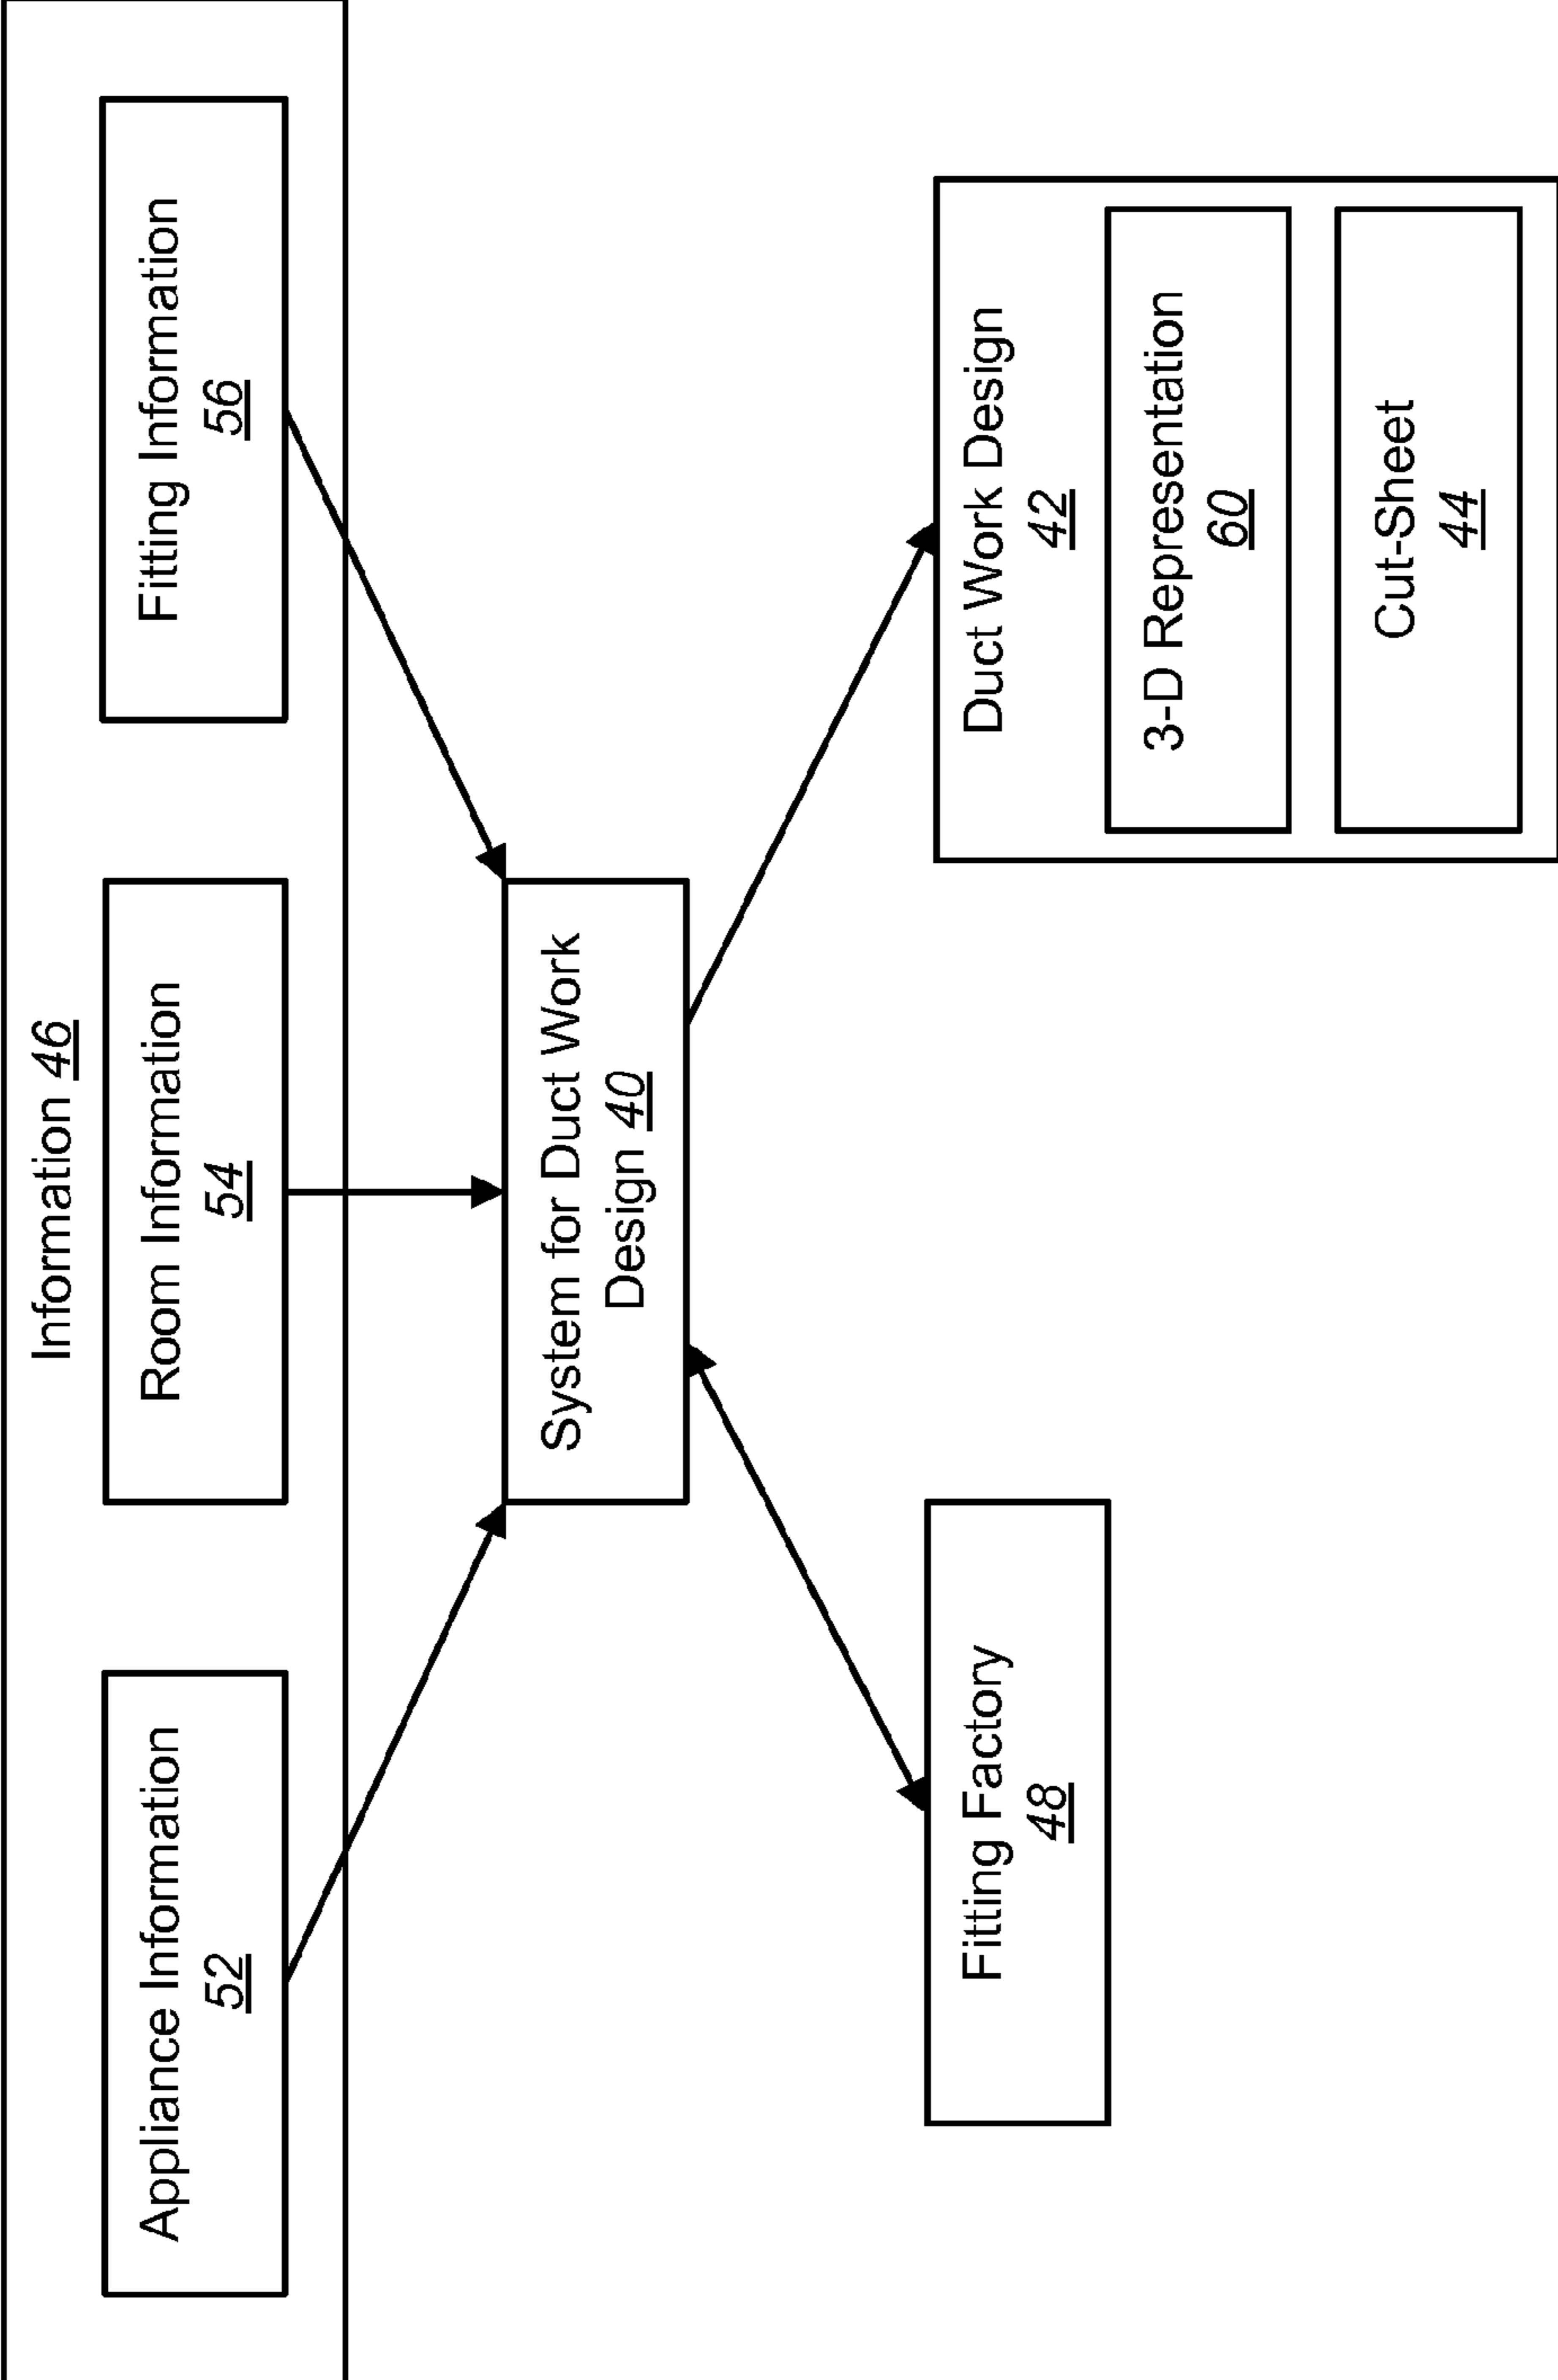 Information 46
Appliance Information
52
Room Information
54
Fitting Information
56
System for Duct Work
Design 40
Fitting Factory
48
Duct Work Design
42
3-D Representation
60
Cut-Sheet
44